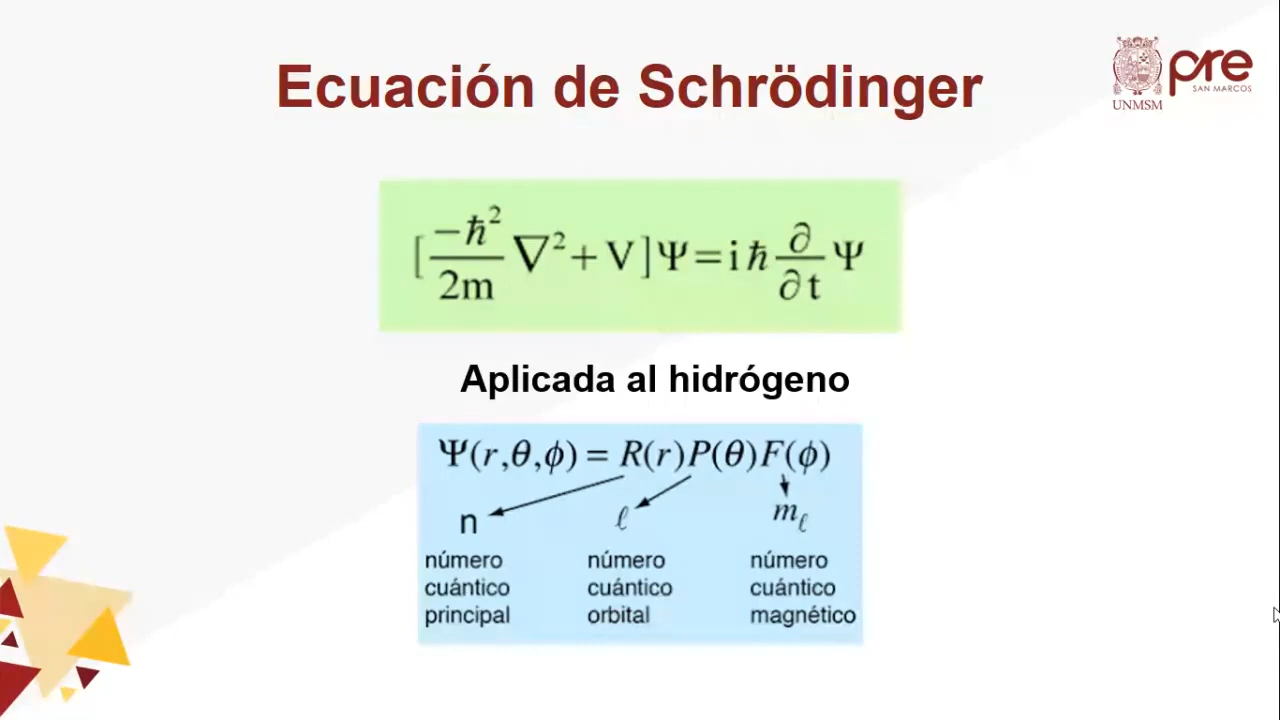 Ecuación de Schrödinger
UNMSM
pre
SAN MARCOS
[-ħ²/2m ∇² + V]Ψ = iħ ∂/∂t Ψ
Aplicada al hidrógeno
Ψ(r,θ,ϕ) = R(r)P(θ)F(ϕ)
n ℓ m_ℓ
número número número
cuántico cuántico cuántico
principal orbital magnético